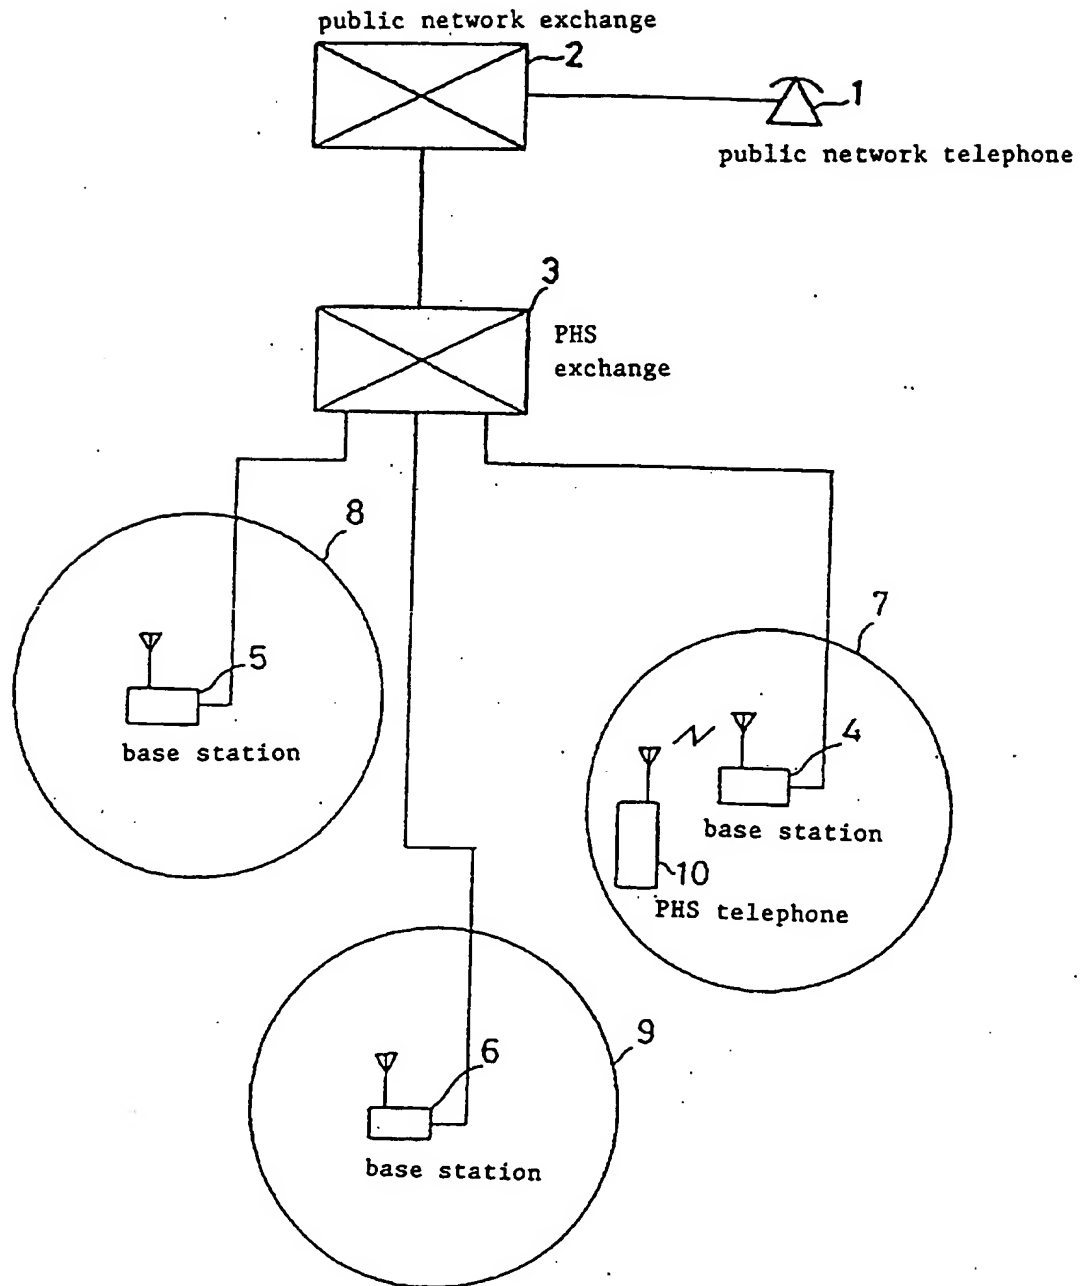 public network exchange
2
1
public network telephone
3
PHS
exchange
8
7
5
base station
4
base station
10
PHS telephone
9
6
base station